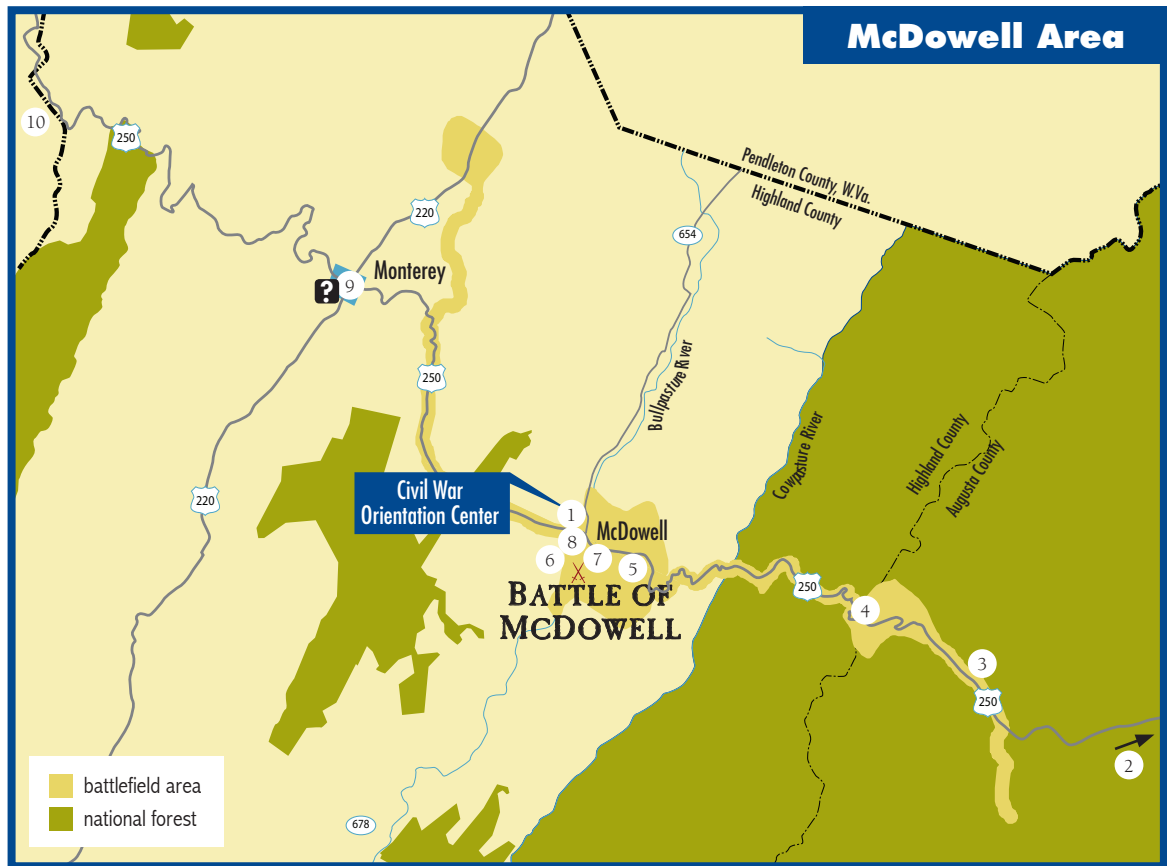 McDowell Area
10
250
Pendleton County, W.Va.
Highland County
220
654
?
9
Monterey
250
Bullpasture River
Cowpasture River
Highland County
Augusta County
220
Civil War
Orientation Center
1
McDowell
8
6
7
5
BATTLE OF
MCDOWELL
250
4
3
250
2
678
battlefield area
national forest